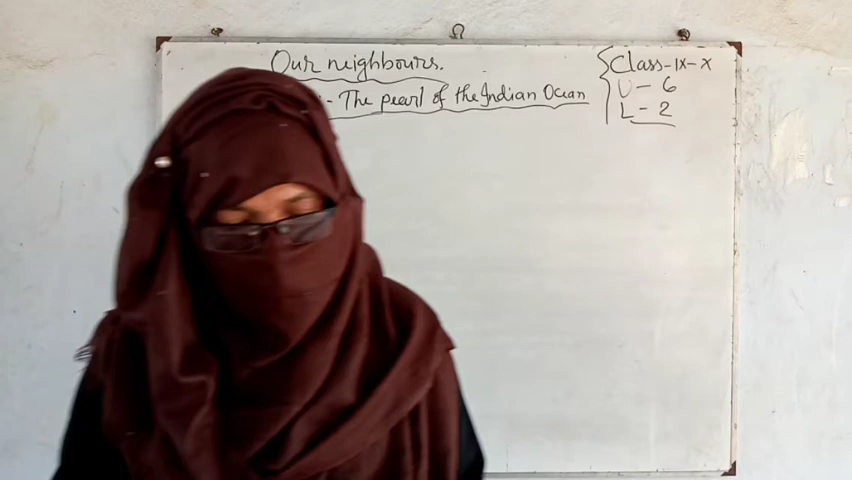 Our neighbours.
:- The pearl of the Indian Ocean
Class-IX-X
U-6
L-2